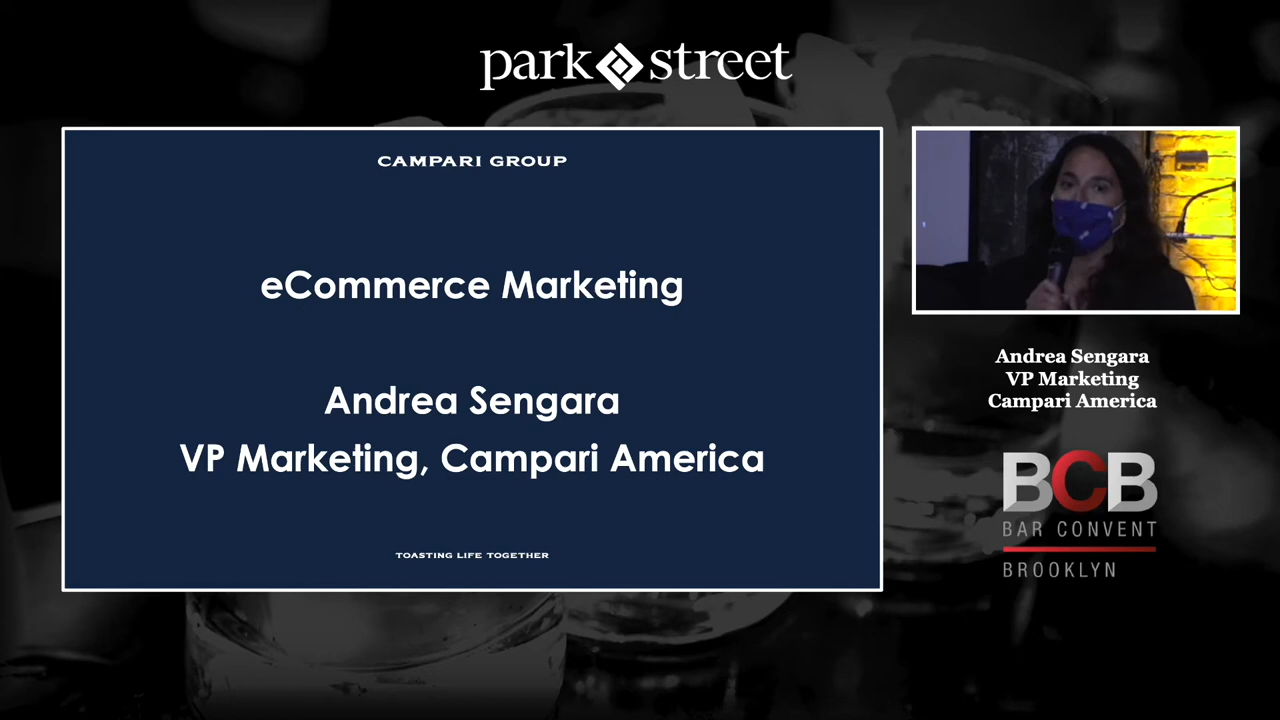 park street
CAMPARI GROUP
eCommerce Marketing
Andrea Sengara
VP Marketing, Campari America
TOASTING LIFE TOGETHER
Andrea Sengara
VP Marketing
Campari America
BCB
BAR CONVENT
BROOKLYN